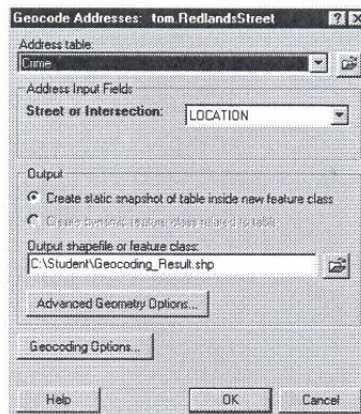 Geocode Addresses: tom.RedlandsStreet
Address table:
Crime
Address Input Fields
Street or Intersection: LOCATION
Output
Create static snapshot of table inside new feature class
Create dynamic feature class related to table
Output shapefile or feature class:
C:\Student\Geocoding_Result.shp
Advanced Geometry Options...
Geocoding Options...
Help OK Cancel